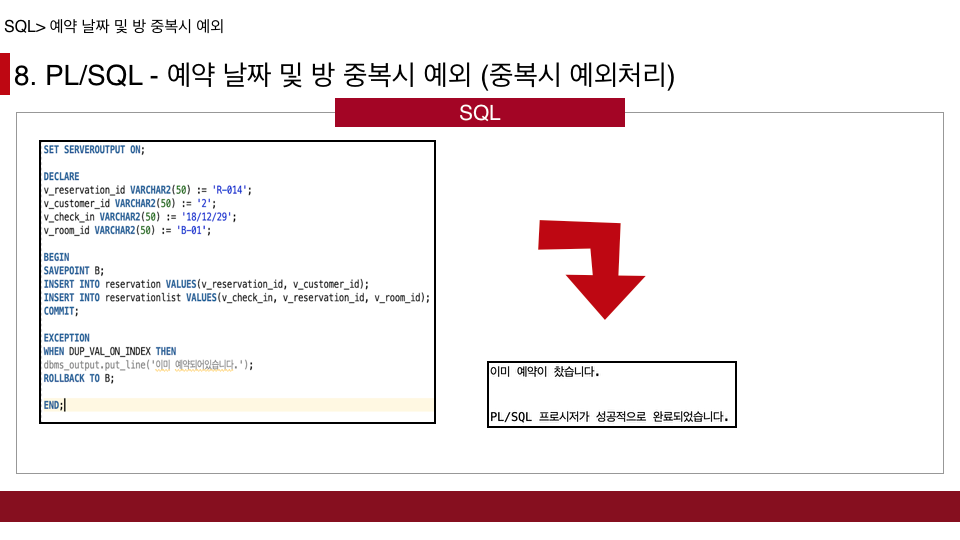 SQL> 예약 날짜 및 방 중복시 예외
8. PL/SQL - 예약 날짜 및 방 중복시 예외 (중복시 예외처리)
SQL
SET SERVEROUTPUT ON;
DECLARE
v_reservation_id VARCHAR2(50) := 'R-014';
v_customer_id VARCHAR2(50) := '2';
v_check_in VARCHAR2(50) := '18/12/29';
v_room_id VARCHAR2(50) := 'B-01';
BEGIN
SAVEPOINT B;
INSERT INTO reservation VALUES(v_reservation_id, v_customer_id);
INSERT INTO reservationlist VALUES(v_check_in, v_reservation_id, v_room_id);
COMMIT;
EXCEPTION
WHEN DUP_VAL_ON_INDEX THEN
dbms_output.put_line('이미 예약되어있습니다.');
ROLLBACK TO B;
END;
이미 예약이 찼습니다.
PL/SQL 프로시저가 성공적으로 완료되었습니다.